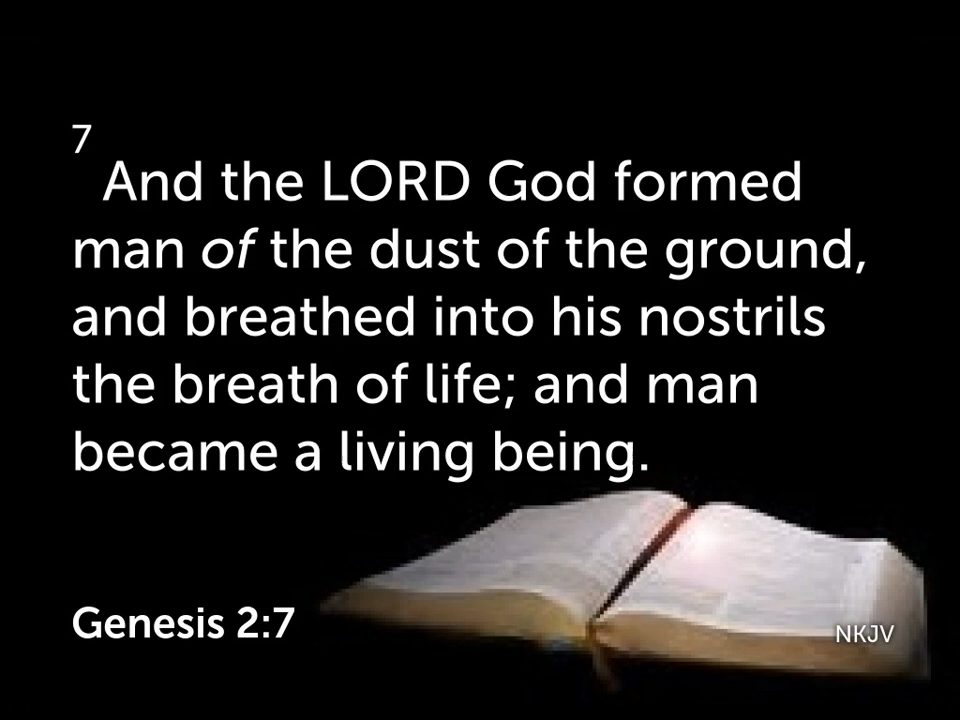 7
And the LORD God formed
man of the dust of the ground,
and breathed into his nostrils
the breath of life; and man
became a living being.
Genesis 2:7
NKJV